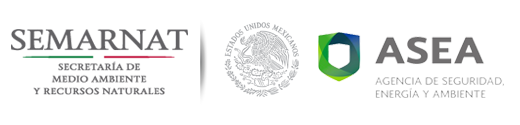 SEMARNAT
SECRETARÍA DE
MEDIO AMBIENTE
Y RECURSOS NATURALES
ESTADOS UNIDOS MEXICANOS
ASEA
AGENCIA DE SEGURIDAD,
ENERGÍA Y AMBIENTE